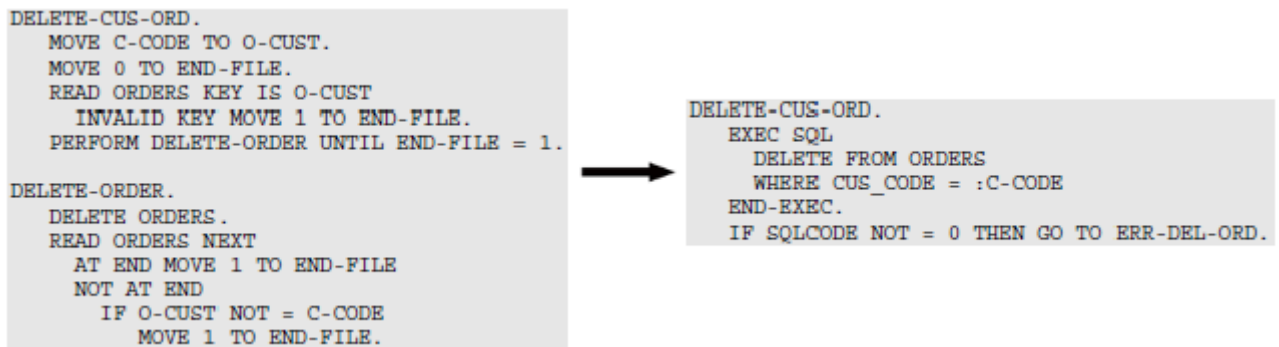 DELETE-CUS-ORD.
MOVE C-CODE TO O-CUST.
MOVE 0 TO END-FILE.
READ ORDERS KEY IS O-CUST
INVALID KEY MOVE 1 TO END-FILE.
PERFORM DELETE-ORDER UNTIL END-FILE = 1.
DELETE-ORDER.
DELETE ORDERS.
READ ORDERS NEXT
AT END MOVE 1 TO END-FILE
NOT AT END
IF O-CUST NOT = C-CODE
MOVE 1 TO END-FILE.
DELETE-CUS-ORD.
EXEC SQL
DELETE FROM ORDERS
WHERE CUS_CODE = :C-CODE
END-EXEC.
IF SQLCODE NOT = 0 THEN GO TO ERR-DEL-ORD.